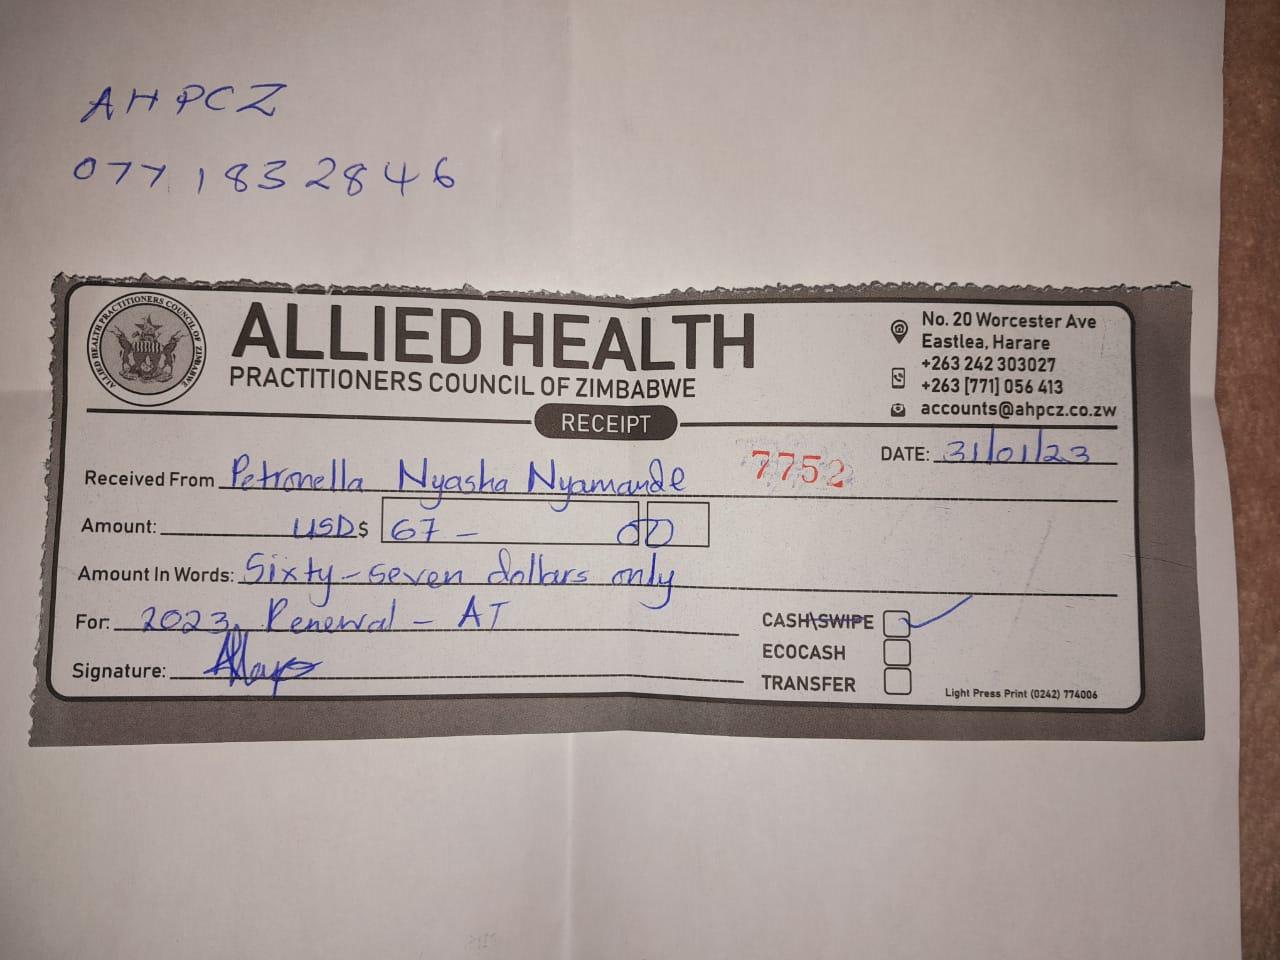 AHPCZ
0771832846
ALLIED HEALTH PRACTITIONERS COUNCIL OF ZIMBABWE
ALLIED HEALTH
PRACTITIONERS COUNCIL OF ZIMBABWE
No. 20 Worcester Ave
Eastlea, Harare
+263 242 303027
+263 [771] 056 413
accounts@ahpcz.co.zw
RECEIPT
7752
DATE: 31/01/23
Received From Petronella Nyasha Nyamande
Amount: USD$ 67 - 00
Amount In Words: Sixty-seven dollars only
For: 2023 Renewal - AT
CASH\SWIPE
ECOCASH
Signature:
TRANSFER
Light Press Print (0242) 774006